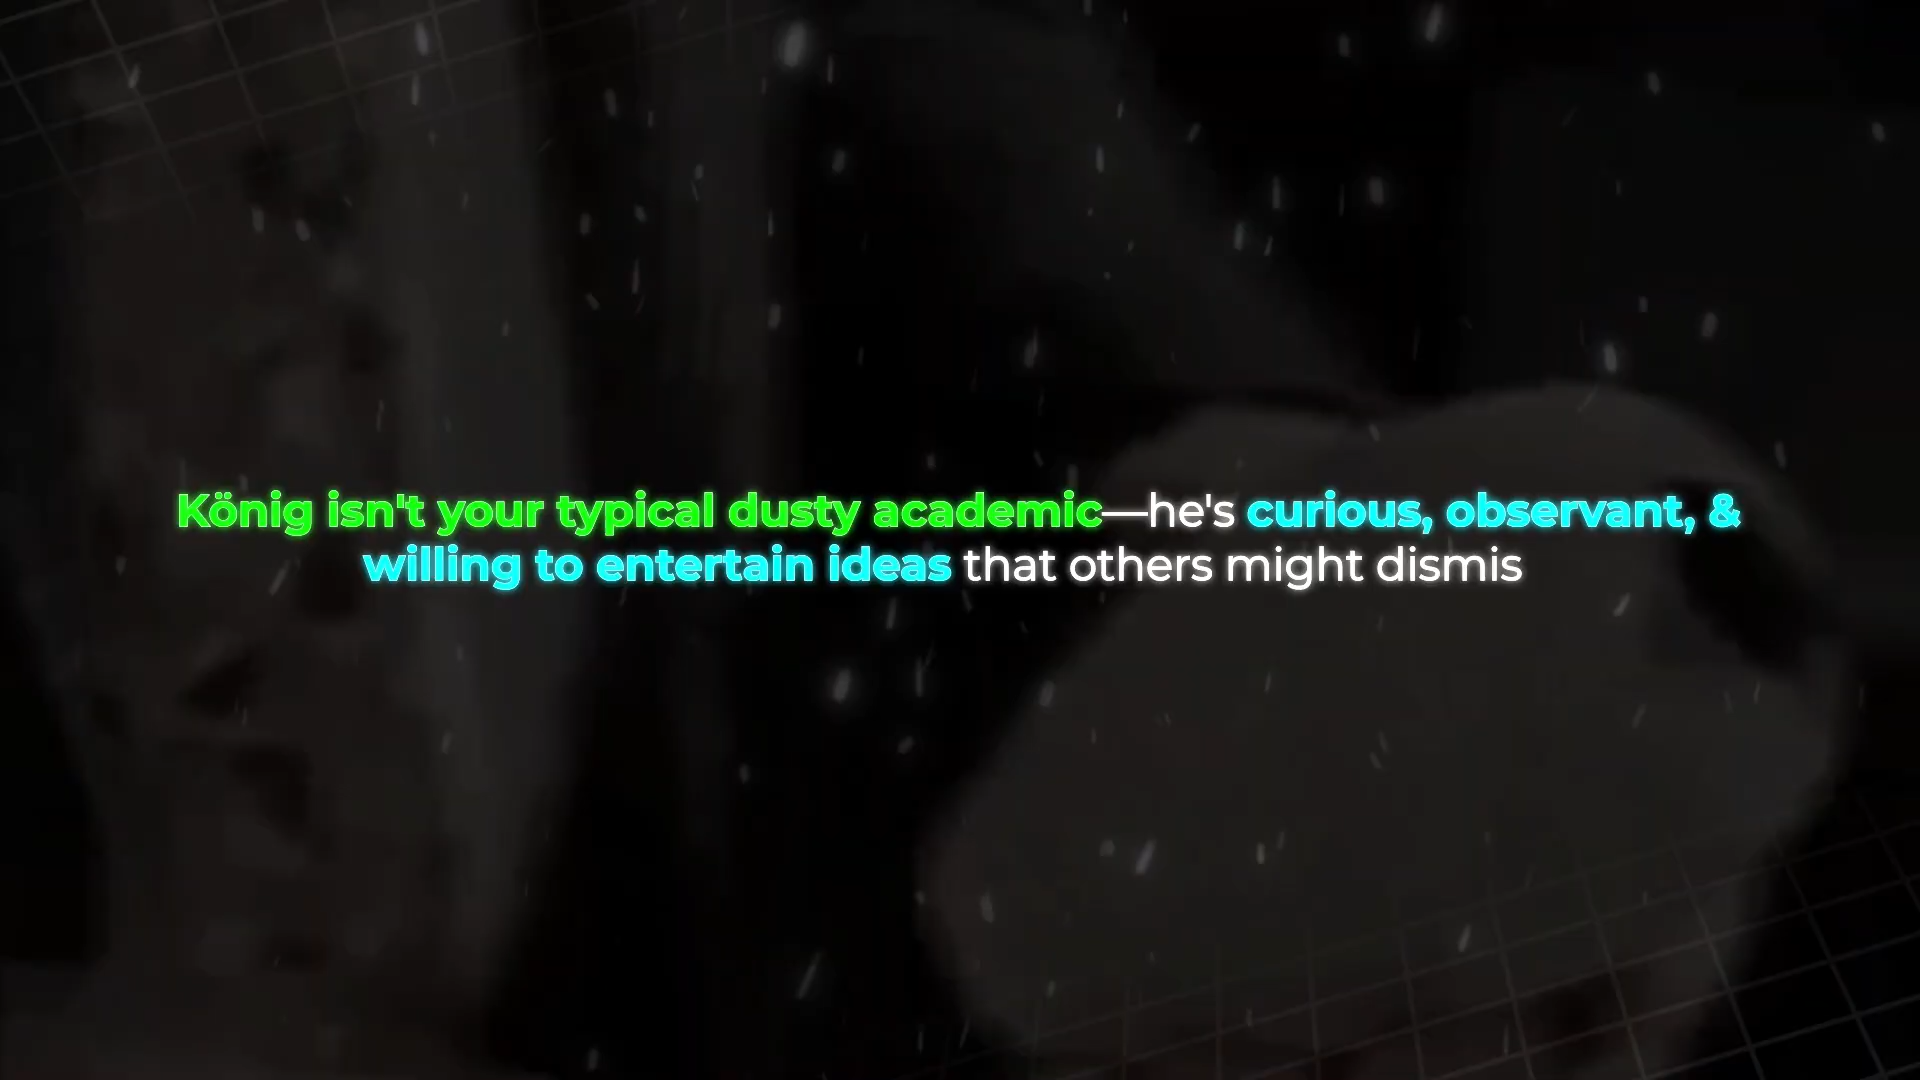 König isn't your typical dusty academic—he's curious, observant, &
willing to entertain ideas that others might dismis